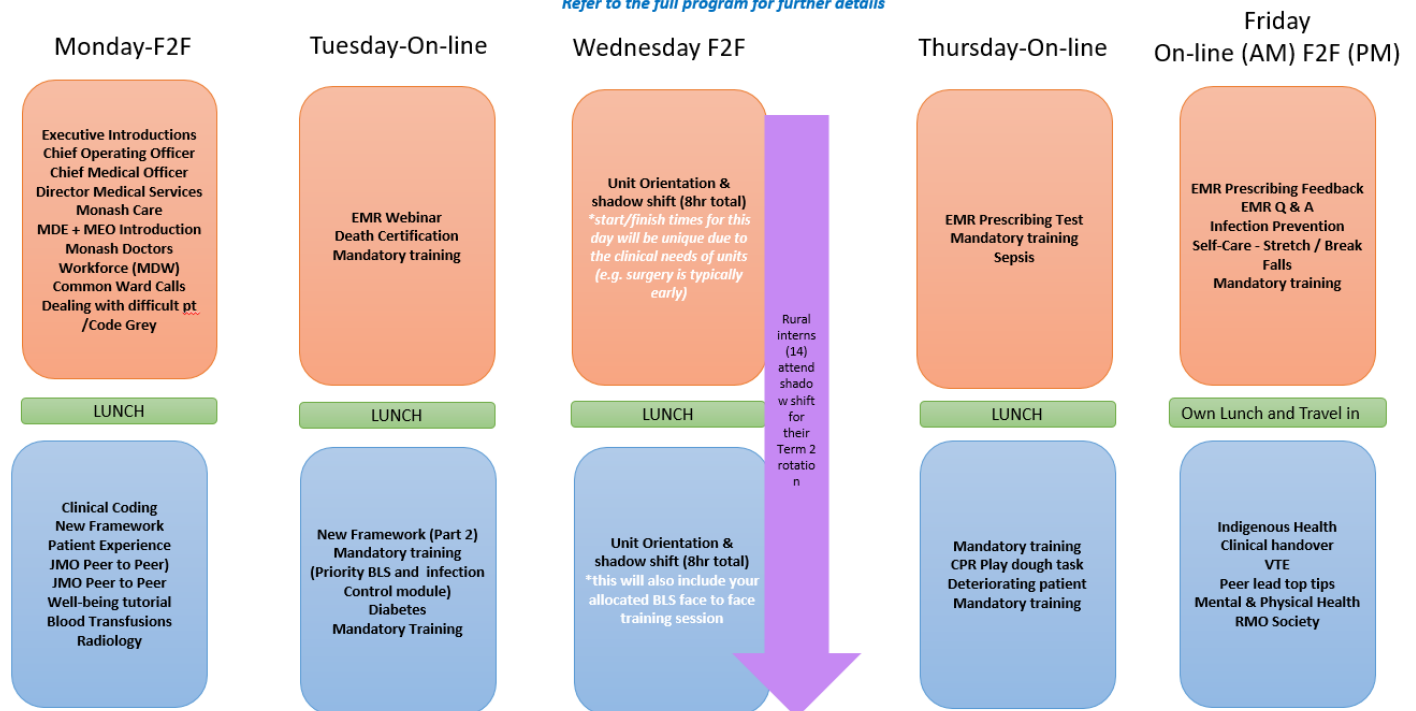 Refer to the full program for further details
Monday-F2F
Executive Introductions
Chief Operating Officer
Chief Medical Officer
Director Medical Services
Monash Care
MDE + MEO Introduction
Monash Doctors
Workforce (MDW)
Common Ward Calls
Dealing with difficult pt
/Code Grey
LUNCH
Clinical Coding
New Framework
Patient Experience
JMO Peer to Peer)
JMO Peer to Peer
Well-being tutorial
Blood Transfusions
Radiology
Tuesday-On-line
EMR Webinar
Death Certification
Mandatory training
LUNCH
New Framework (Part 2)
Mandatory training
(Priority BLS and infection
Control module)
Diabetes
Mandatory Training
Wednesday F2F
Unit Orientation &
shadow shift (8hr total)
*start/finish times for this
day will be unique due to
the clinical needs of units
(e.g. surgery is typically
early)
LUNCH
Unit Orientation &
shadow shift (8hr total)
*this will also include your
allocated BLS face to face
training session
Rural
interns
(14)
attend
shado
w shift
for
their
Term 2
rotatio
n
Thursday-On-line
EMR Prescribing Test
Mandatory training
Sepsis
LUNCH
Mandatory training
CPR Play dough task
Deteriorating patient
Mandatory training
Friday
On-line (AM) F2F (PM)
EMR Prescribing Feedback
EMR Q & A
Infection Prevention
Self-Care - Stretch / Break
Falls
Mandatory training
Own Lunch and Travel in
Indigenous Health
Clinical handover
VTE
Peer lead top tips
Mental & Physical Health
RMO Society